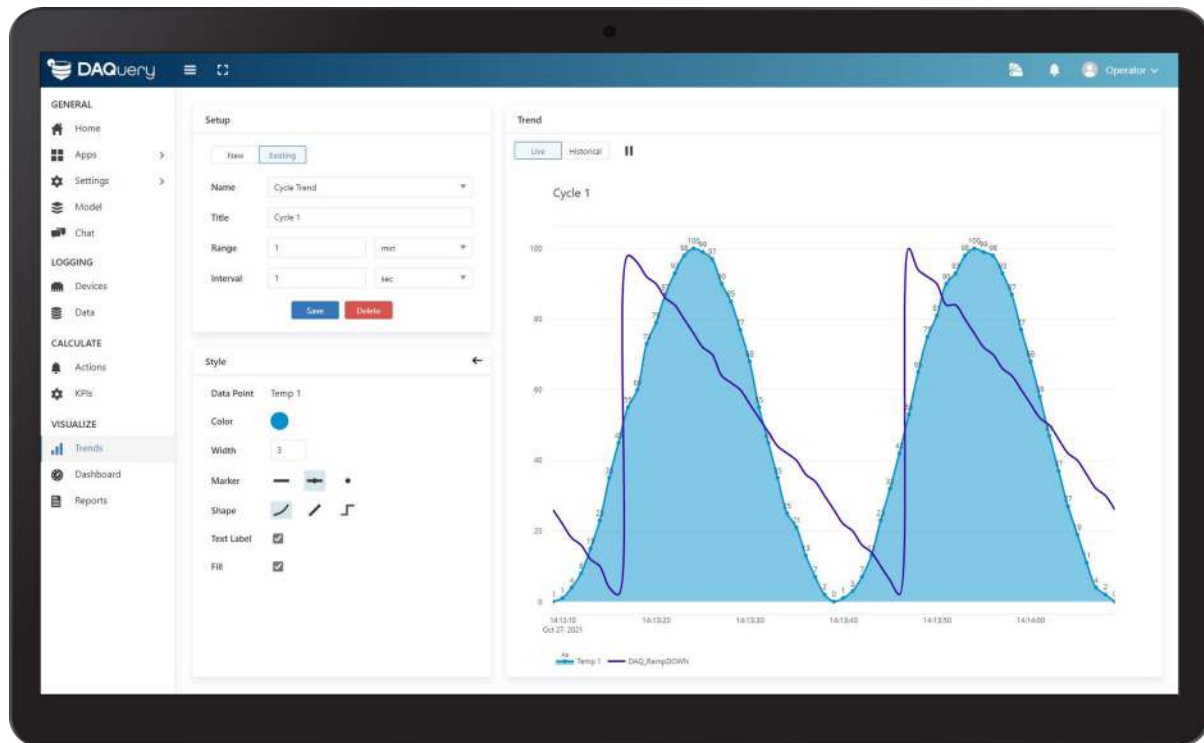 DAQuery
Operator
GENERAL
Home
Apps
Settings
Model
Chat
LOGGING
Devices
Data
CALCULATE
Actions
KPIs
VISUALIZE
Trends
Dashboard
Reports
Setup
New Existing
Name Cycle Trend
Title Cycle 1
Range 1 min
Interval 1 sec
Save Delete
Style
Data Point Temp 1
Color
Width 3
Marker
Shape
Text Label
Fill
Trend
Live Historical
Cycle 1
100
80
60
40
20
0
14:13:10 14:13:20 14:13:30 14:13:40 14:13:50 14:14:00
Oct 27, 2021
Aa
Temp 1 DAQ_RampDOWN